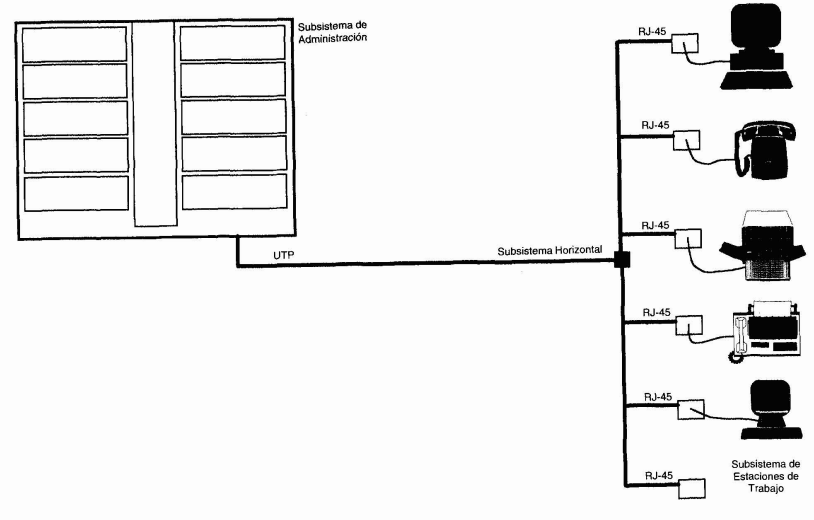 Subsistema de
Administración
RJ-45
RJ-45
RJ-45
UTP
Subsistema Horizontal
RJ-45
RJ-45
RJ-45
Subsistema de
Estaciones de
Trabajo